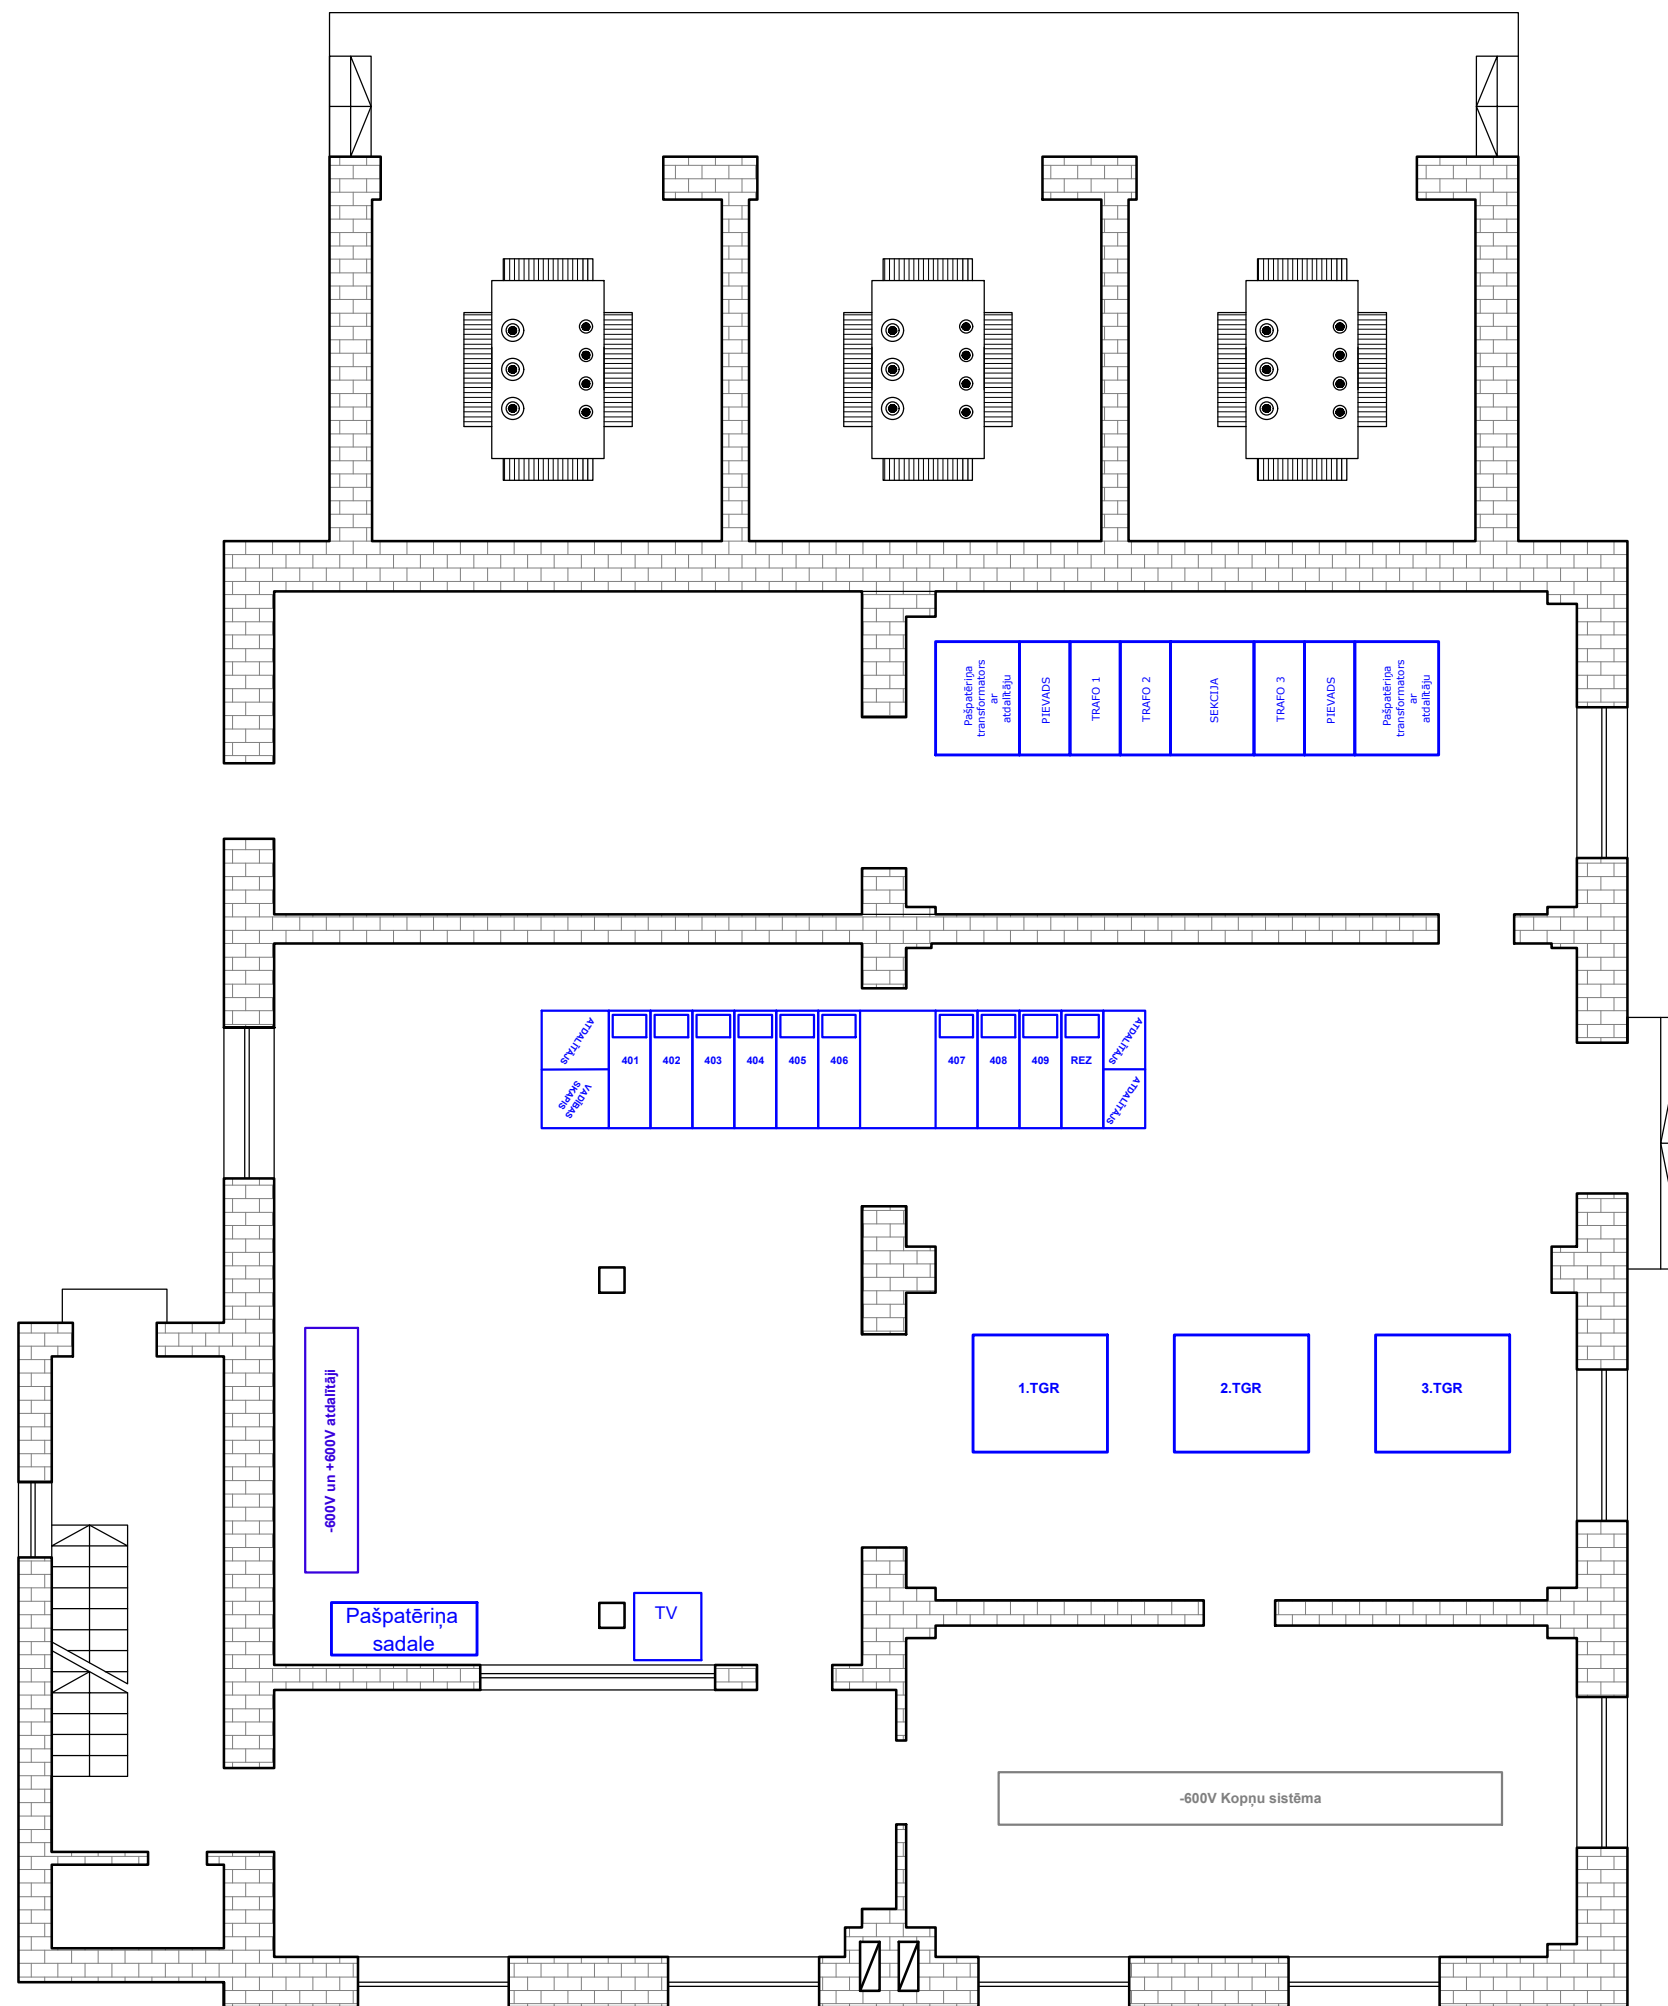 Pašpatēriņa
transformators
ar
atdalītāju
PIEVADS
TRAFO 1
TRAFO 2
SEKCIJA
TRAFO 3
PIEVADS
Pašpatēriņa
transformators
ar
atdalītāju
ATDALĪTĀJS
VADĪBAS
SKAPIS
401
402
403
404
405
406
407
408
409
REZ
ATDALĪTĀJS
ATDALĪTĀJS
1.TGR
2.TGR
3.TGR
-600V un +600V atdalītāji
Pašpatēriņa
sadale
TV
-600V Kopņu sistēma